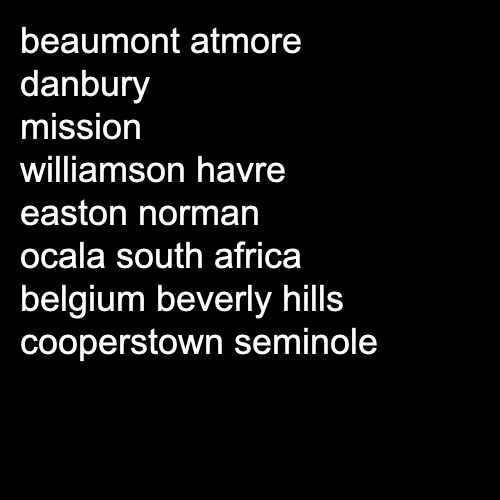 beaumont atmore
danbury
mission
williamson havre
easton norman
ocala south africa
belgium beverly hills
cooperstown seminole